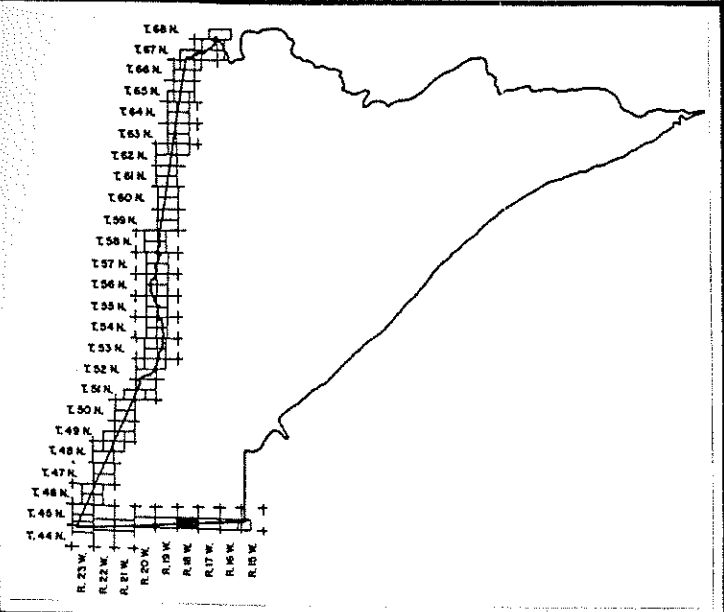 T. 68 N.
T. 67 N.
T. 66 N.
T. 65 N.
T. 64 N.
T. 63 N.
T. 62 N.
T. 61 N.
T. 60 N.
T. 59 N.
T. 58 N.
T. 57 N.
T. 56 N.
T. 55 N.
T. 54 N.
T. 53 N.
T. 52 N.
T. 51 N.
T. 50 N.
T. 49 N.
T. 48 N.
T. 47 N.
T. 46 N.
T. 45 N.
T. 44 N.
R. 23 W.
R. 22 W.
R. 21 W.
R. 20 W.
R. 19 W.
R. 18 W.
R. 17 W.
R. 16 W.
R. 15 W.